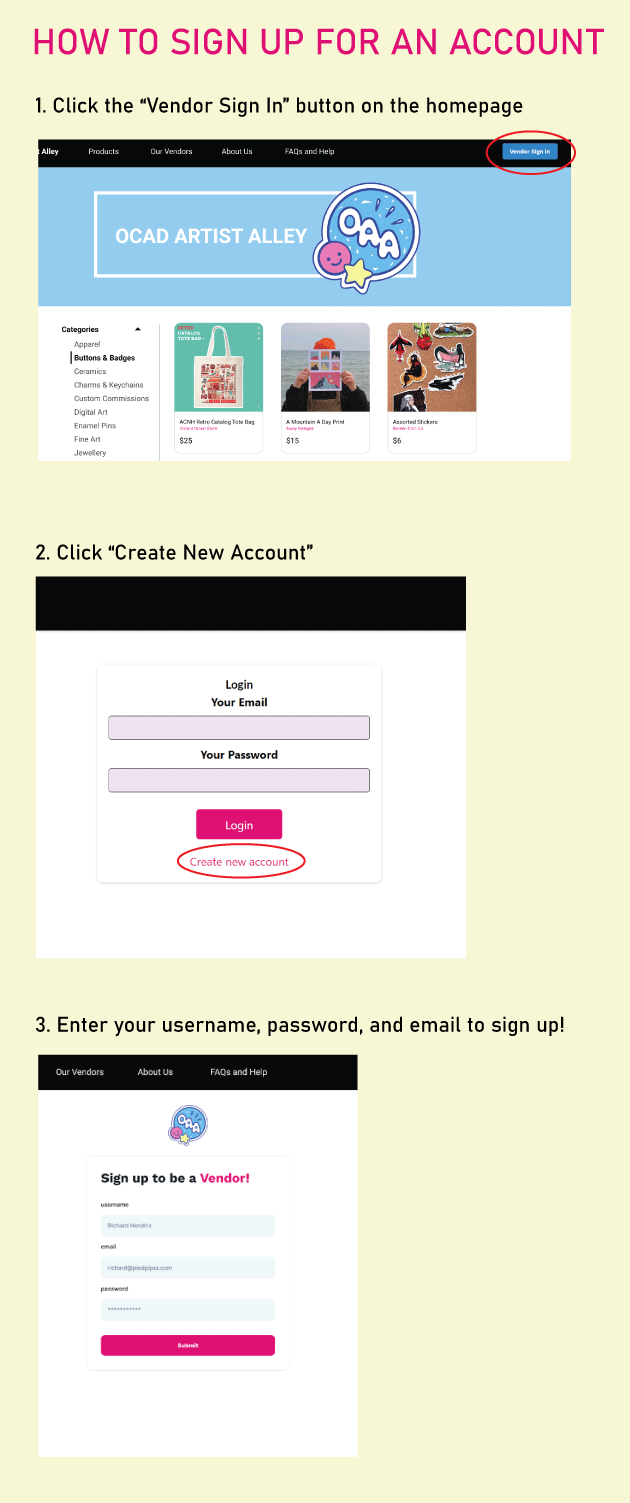 HOW TO SIGN UP FOR AN ACCOUNT
1. Click the “Vendor Sign In” button on the homepage
t Alley Products Our Vendors About Us FAQs and Help Vendor Sign In
OCAD ARTIST ALLEY
OAA
Categories
Apparel
Buttons & Badges
Ceramics
Charms & Keychains
Custom Commissions
Digital Art
Enamel Pins
Fine Art
Jewellery
CATALOG
TOTE BAG
ACNH Retro Catalog Tote Bag
$25
A Mountain A Day Print
Away Designs
$15
Assorted Stickers
$6
2. Click “Create New Account”
Login
Your Email
Your Password
Login
Create new account
3. Enter your username, password, and email to sign up!
Our Vendors About Us FAQs and Help
OAA
Sign up to be a Vendor!
username
Richard Hendrix
email
richard@piedpiper.com
password
***********
Submit